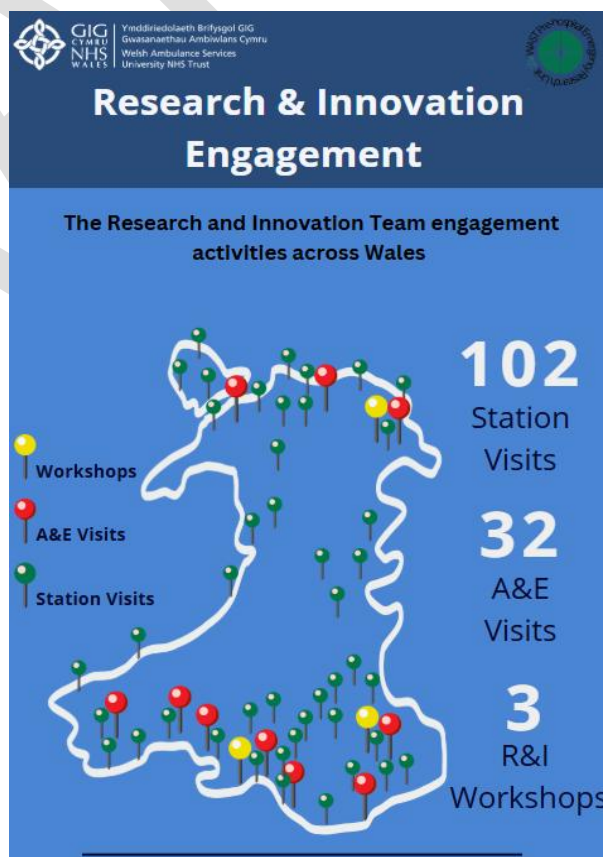 GIG
CYMRU
NHS
WALES
Ymddiriedolaeth Brifysgol GIG
Gwasanaethau Ambiwlans Cymru
Welsh Ambulance Services
University NHS Trust
Research & Innovation
Engagement
The Research and Innovation Team engagement
activities across Wales
102
Station
Visits
Workshops
A&E Visits
Station Visits
32
A&E
Visits
3
R&I
Workshops